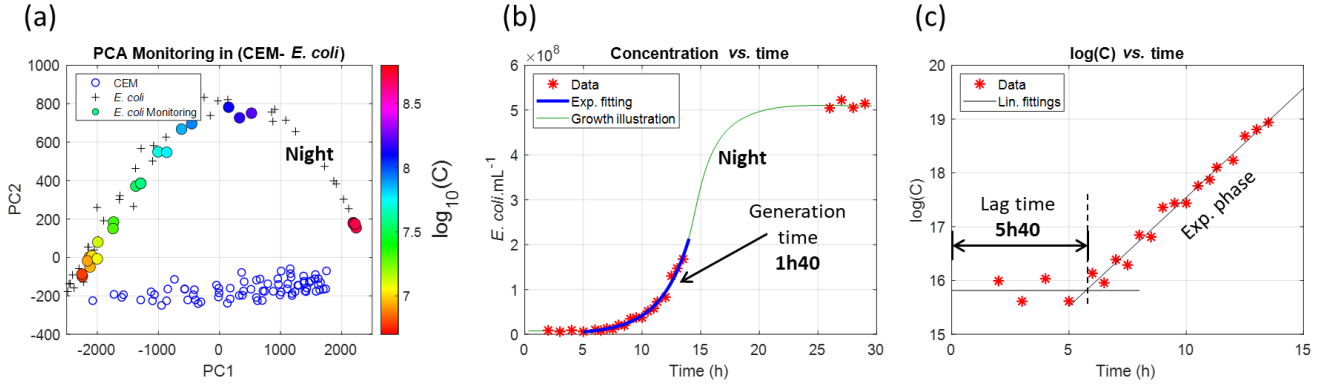 (a)
PCA Monitoring in (CEM- E. coli)
1000
800
600
400
200
0
-200
-400
CEM
E. coli
E. coli Monitoring
Night
-2000
-1000
0
1000
2000
PC1
PC2
8.5
8
7.5
7
log10(C)
(b)
Concentration vs. time
× 10^8
6
5
4
3
2
1
0
Data
Exp. fitting
Growth illustration
Night
Generation
time
1h40
0
5
10
15
20
25
30
Time (h)
E. coli.mL^-1
(c)
log(C) vs. time
20
19
18
17
16
15
Data
Lin. fittings
Lag time
5h40
Exp. phase
0
5
10
15
Time (h)
log(C)